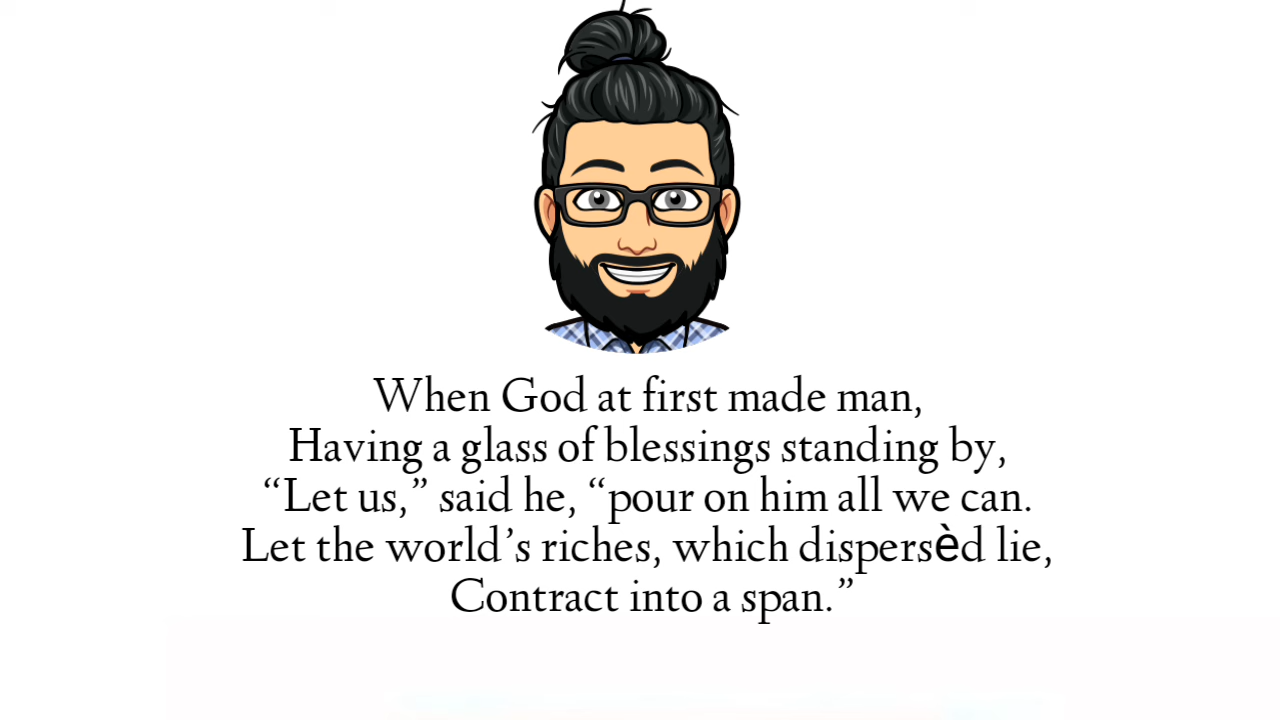 When God at first made man,
Having a glass of blessings standing by,
“Let us,” said he, “pour on him all we can.
Let the world’s riches, which dispersèd lie,
Contract into a span.”